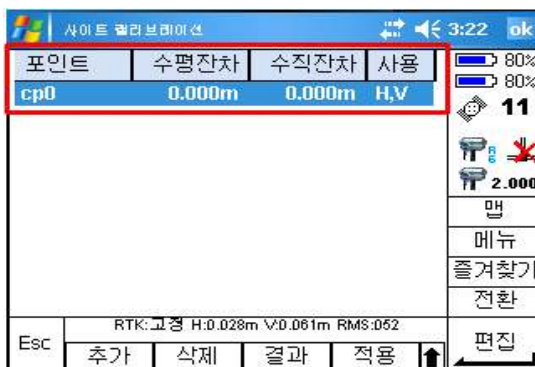 사이트 캘리브레이션 3:22 ok
포인트 수평잔차 수직잔차 사용
cp0 0.000m 0.000m H,V
80%
80%
11
R6
2.000
맵
메뉴
즐겨찾기
전환
RTK:고정 H:0.028m V:0.061m RMS:052
Esc 추가 삭제 결과 적용 편집